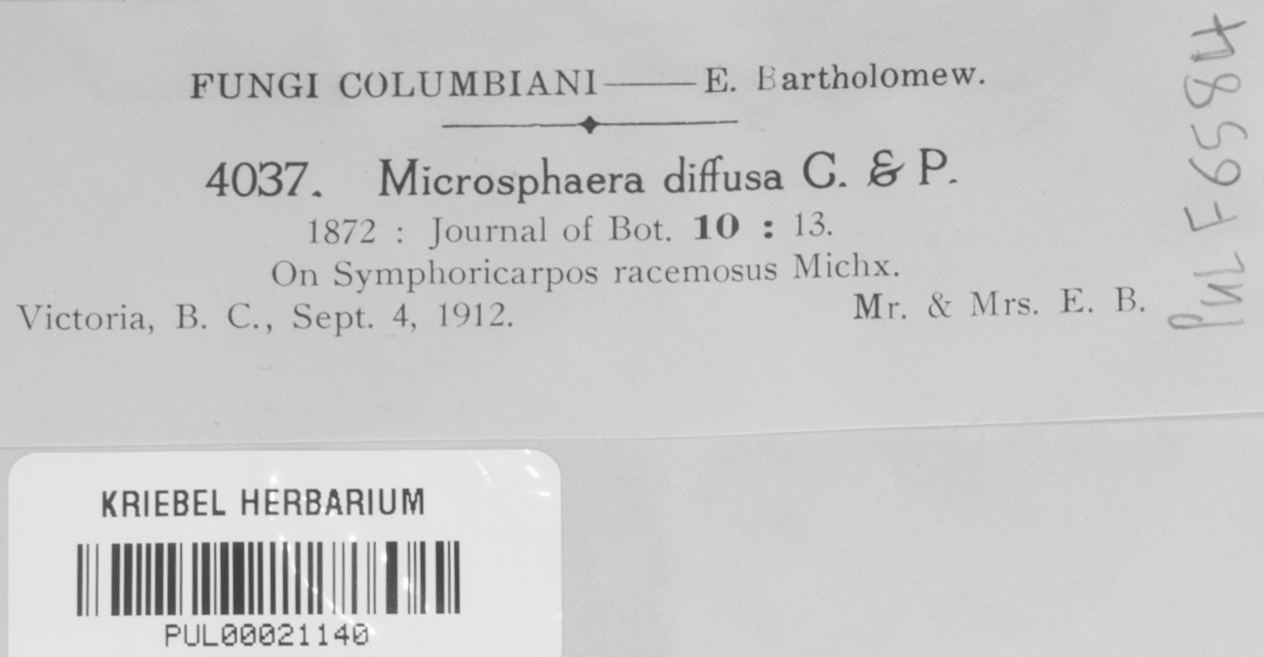 FUNGI COLUMBIANI—E. Bartholomew.
4037. Microsphaera diffusa C. & P.
1872 : Journal of Bot. 10 : 13.
On Symphoricarpos racemosus Michx.
Victoria, B. C., Sept. 4, 1912. Mr. & Mrs. E. B.
PUL F6584
KRIEBEL HERBARIUM
PUL00021140